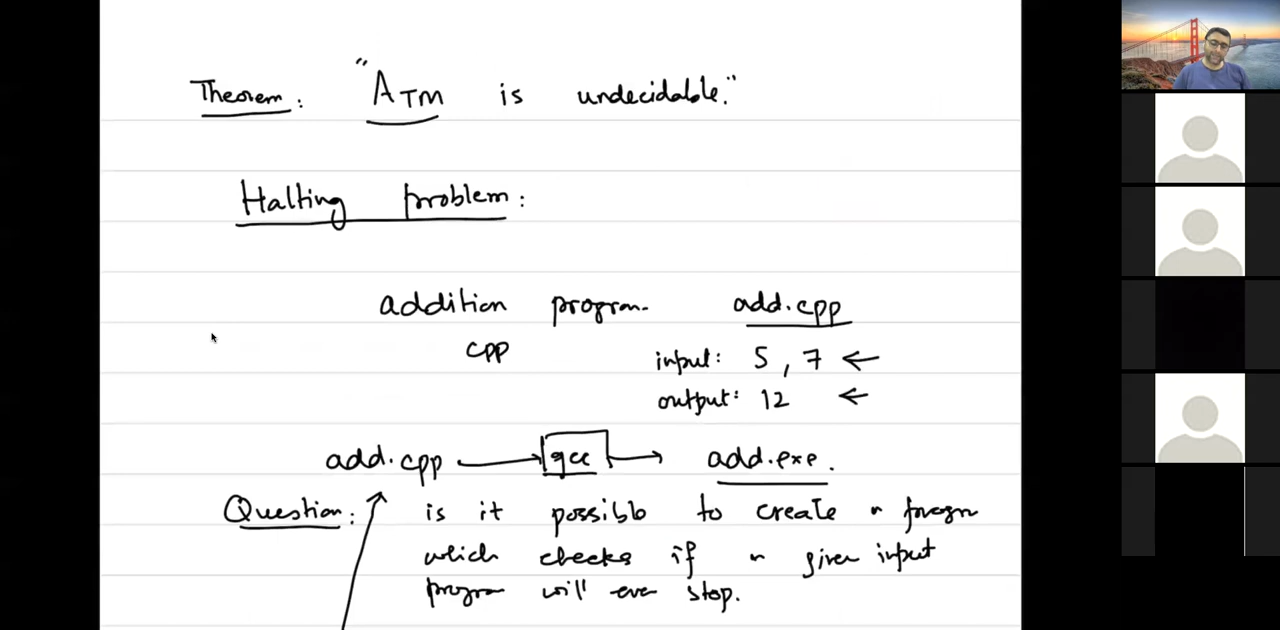 Theorem: "ATM is undecidable."
Halting problem:
addition program. add.cpp
cpp input: 5, 7 ←
output: 12 ←
add.cpp → gcc → add.exe.
Question: is it possible to create a
which checks if a given input
program will ever stop.